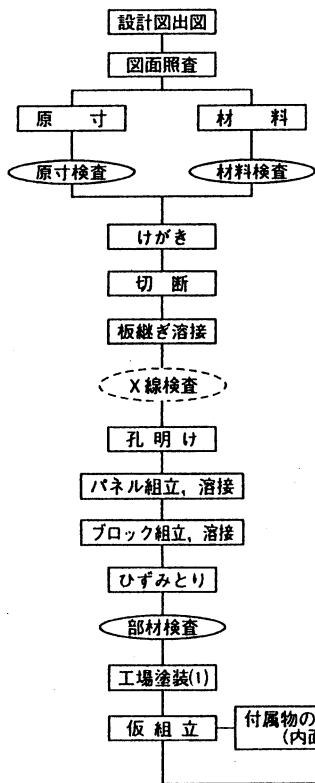 設計図出図
図面照査
原 寸
材 料
原寸検査
材料検査
けがき
切 断
板継ぎ溶接
X線検査
孔明け
パネル組立,溶接
ブロック組立,溶接
ひずみとり
部材検査
工場塗装(1)
仮組立
付属物の
(内面